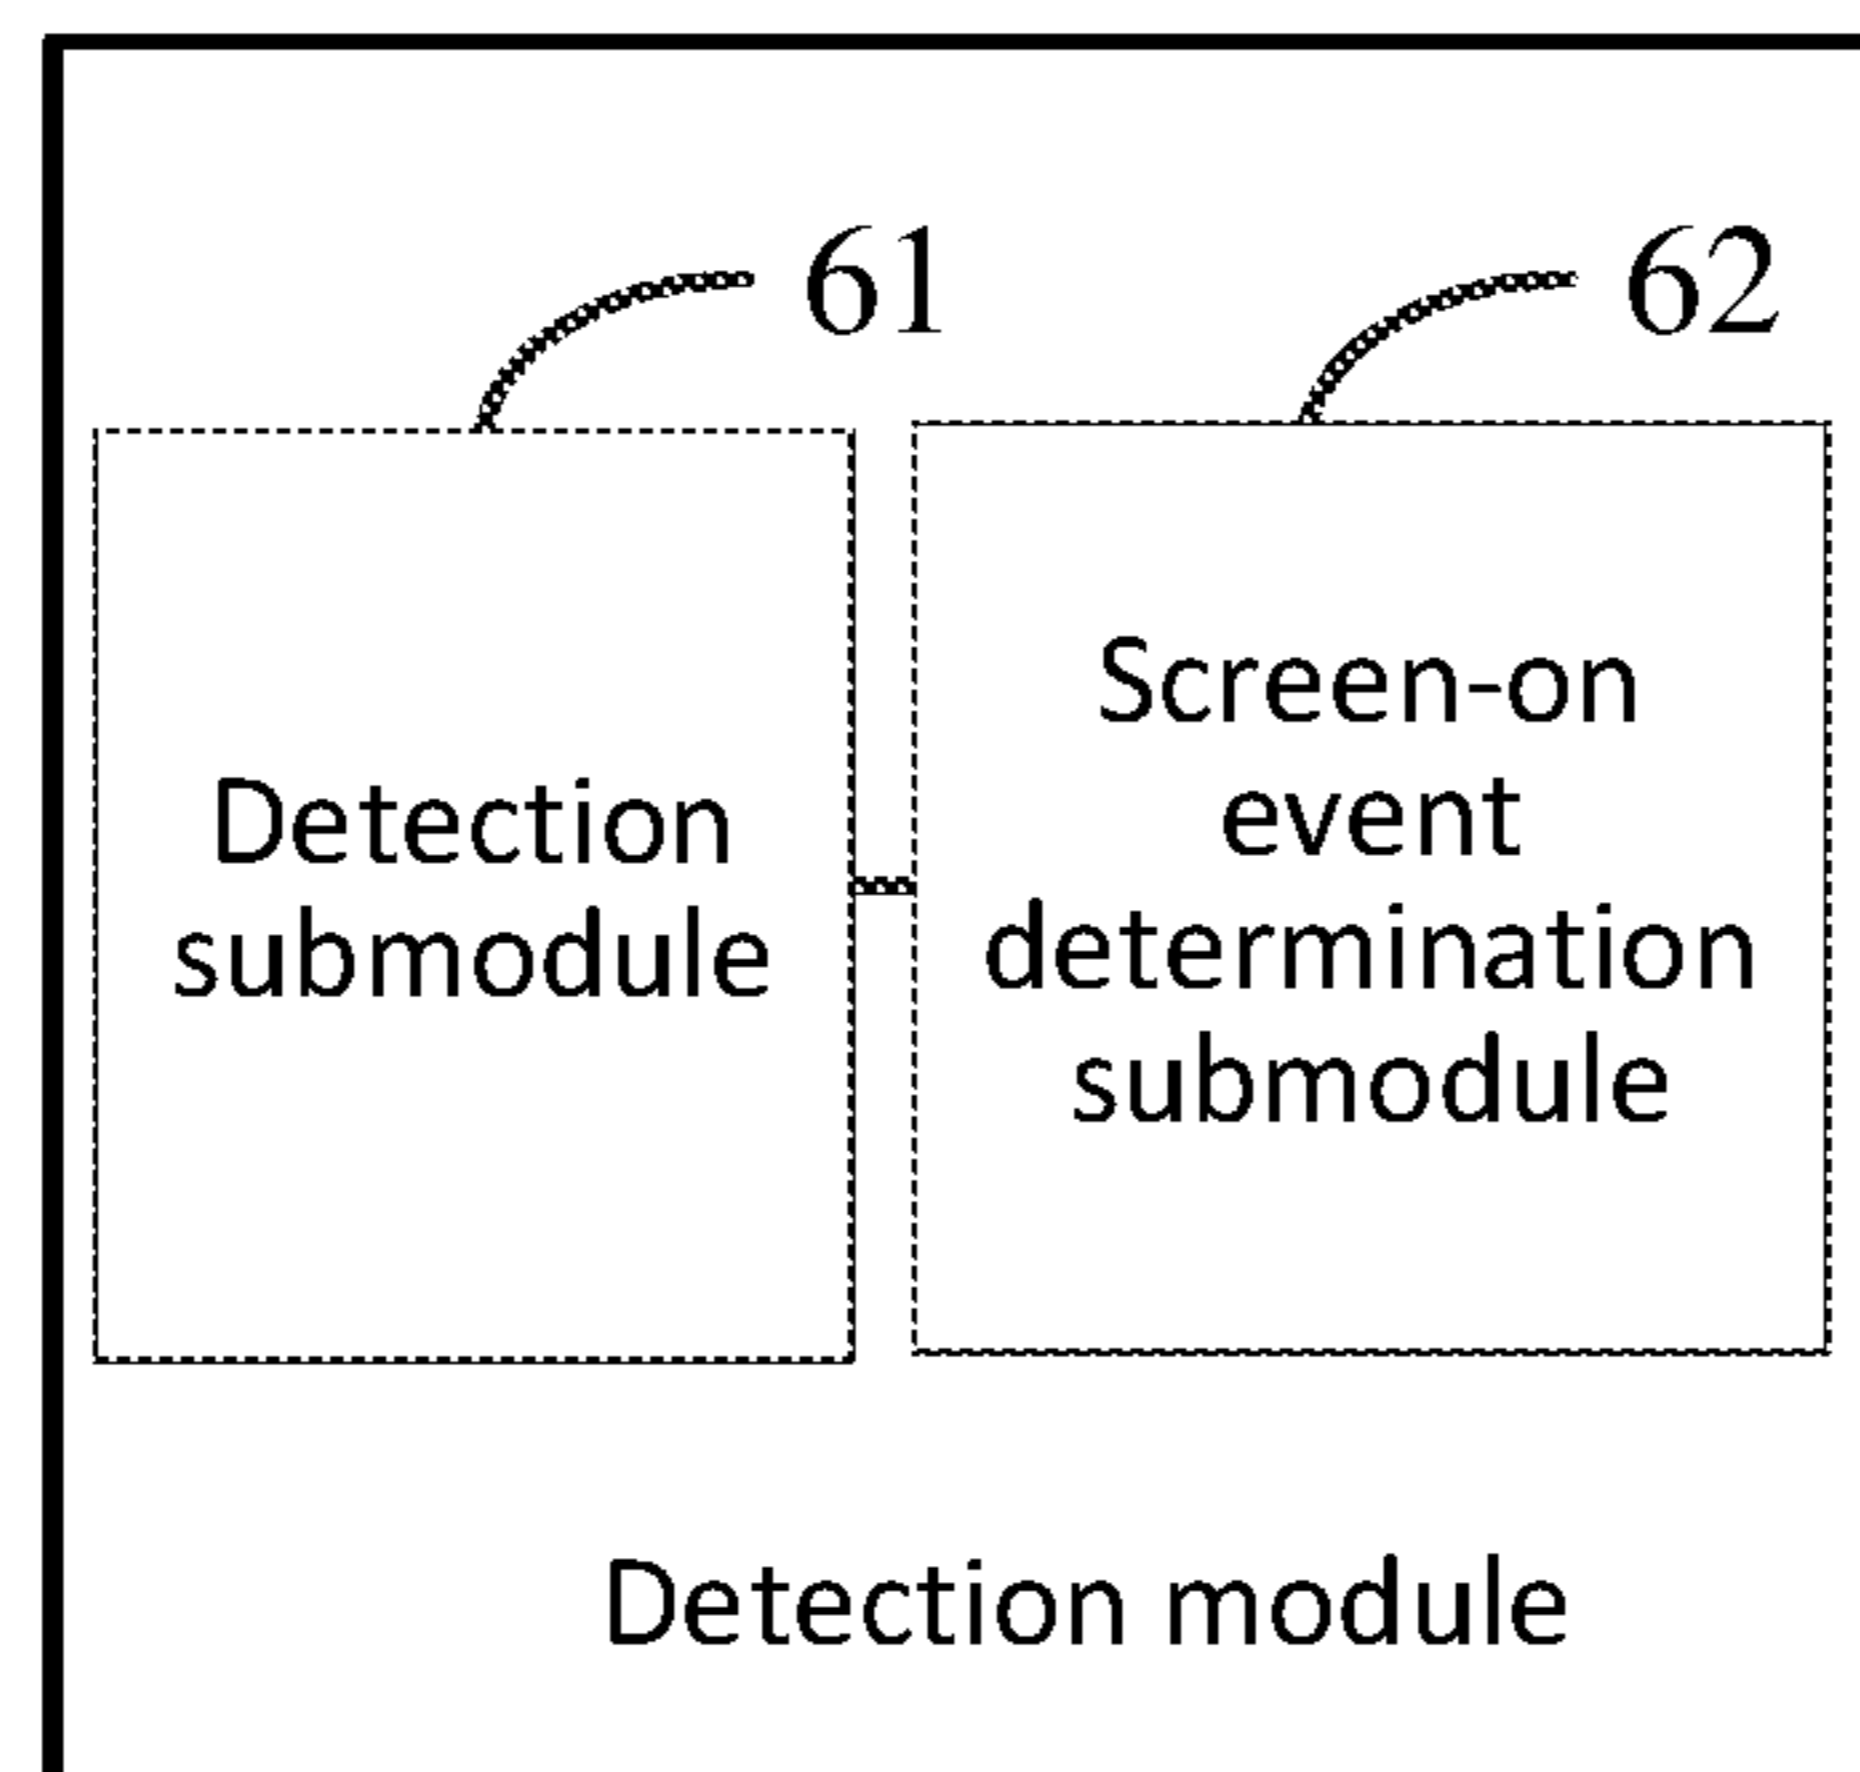 61
62
Detection
submodule
Screen-on
event
determination
submodule
Detection module